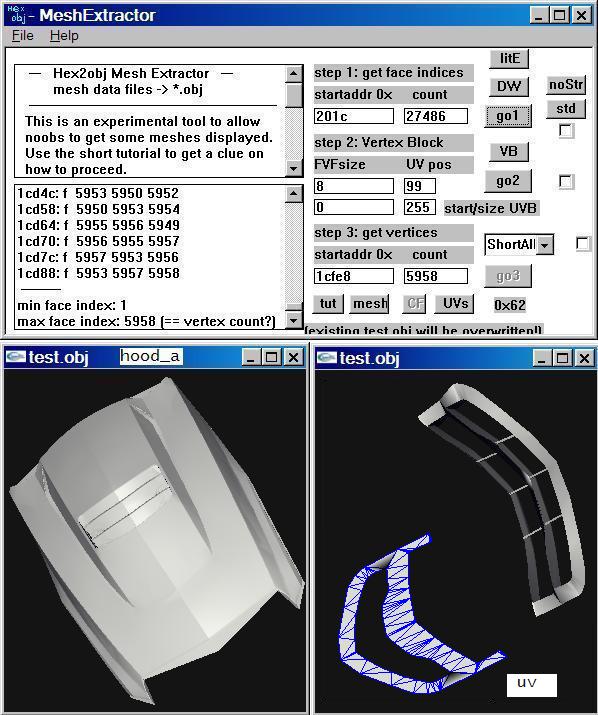 Hex obj- MeshExtractor
File Help
— Hex2obj Mesh Extractor —
mesh data files -> *.obj
This is an experimental tool to allow
noobs to get some meshes displayed.
Use the short tutorial to get a clue on
how to proceed.
1cd4c: f 5953 5950 5952
1cd58: f 5950 5953 5954
1cd64: f 5955 5956 5949
1cd70: f 5956 5955 5957
1cd7c: f 5957 5953 5956
1cd88: f 5953 5957 5958
min face index: 1
max face index: 5958 (== vertex count?)
step 1: get face indices
startaddr 0x count
201c 27486
step 2: Vertex Block
FVFsize UV pos
8 99
0 255 start/size UVB
step 3: get vertices
startaddr 0x count
1cfe8 5958
tut mesh CF UVs
(existing test.obj will be overwritten!)
litE
DW
go1
VB
go2
noStr
std
ShortAll
go3
0x62
test.obj hood_a
test.obj
uv